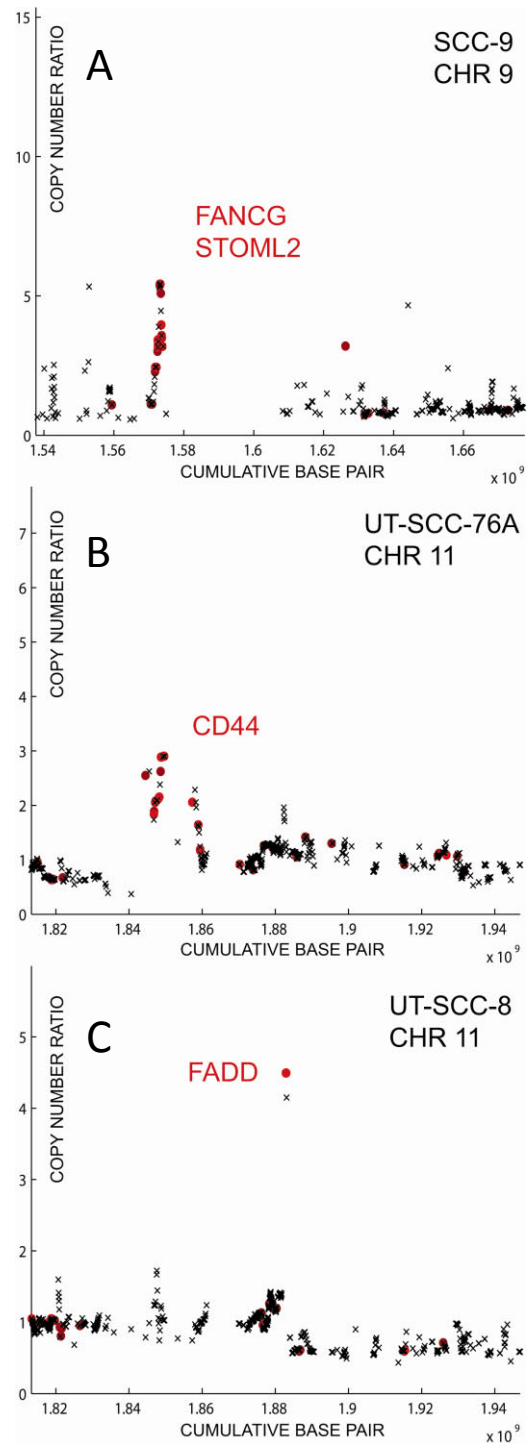 A
SCC-9
CHR 9
COPY NUMBER RATIO
15
10
5
0
FANCG
STOML2
1.54 1.56 1.58 1.6 1.62 1.64 1.66
CUMULATIVE BASE PAIR
x 10^9
B
UT-SCC-76A
CHR 11
COPY NUMBER RATIO
7
6
5
4
3
2
1
0
CD44
1.82 1.84 1.86 1.88 1.9 1.92 1.94
CUMULATIVE BASE PAIR
x 10^9
C
UT-SCC-8
CHR 11
COPY NUMBER RATIO
5
4
3
2
1
0
FADD
1.82 1.84 1.86 1.88 1.9 1.92 1.94
CUMULATIVE BASE PAIR
x 10^9